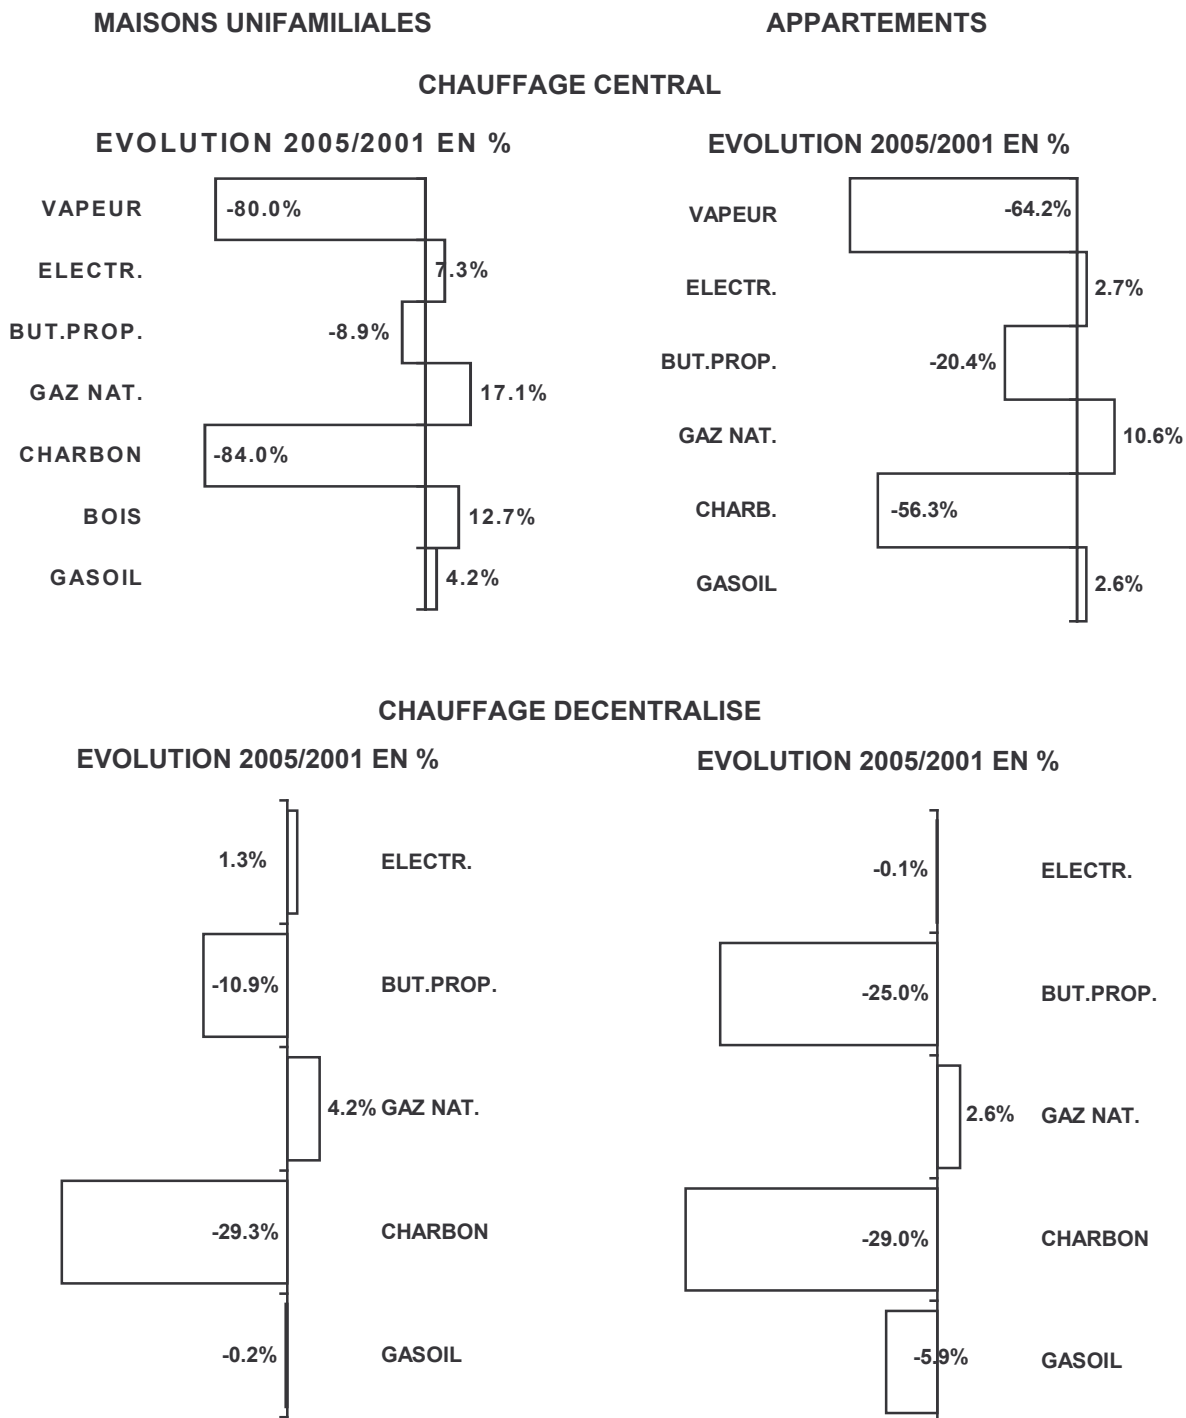 MAISONS UNIFAMILIALES
APPARTEMENTS
CHAUFFAGE CENTRAL
EVOLUTION 2005/2001 EN %
VAPEUR -80.0%
ELECTR. 7.3%
BUT.PROP. -8.9%
GAZ NAT. 17.1%
CHARBON -84.0%
BOIS 12.7%
GASOIL 4.2%
EVOLUTION 2005/2001 EN %
VAPEUR -64.2%
ELECTR. 2.7%
BUT.PROP. -20.4%
GAZ NAT. 10.6%
CHARB. -56.3%
GASOIL 2.6%
CHAUFFAGE DECENTRALISE
EVOLUTION 2005/2001 EN %
1.3% ELECTR.
-10.9% BUT.PROP.
4.2% GAZ NAT.
-29.3% CHARBON
-0.2% GASOIL
EVOLUTION 2005/2001 EN %
-0.1% ELECTR.
-25.0% BUT.PROP.
2.6% GAZ NAT.
-29.0% CHARBON
-5.9% GASOIL